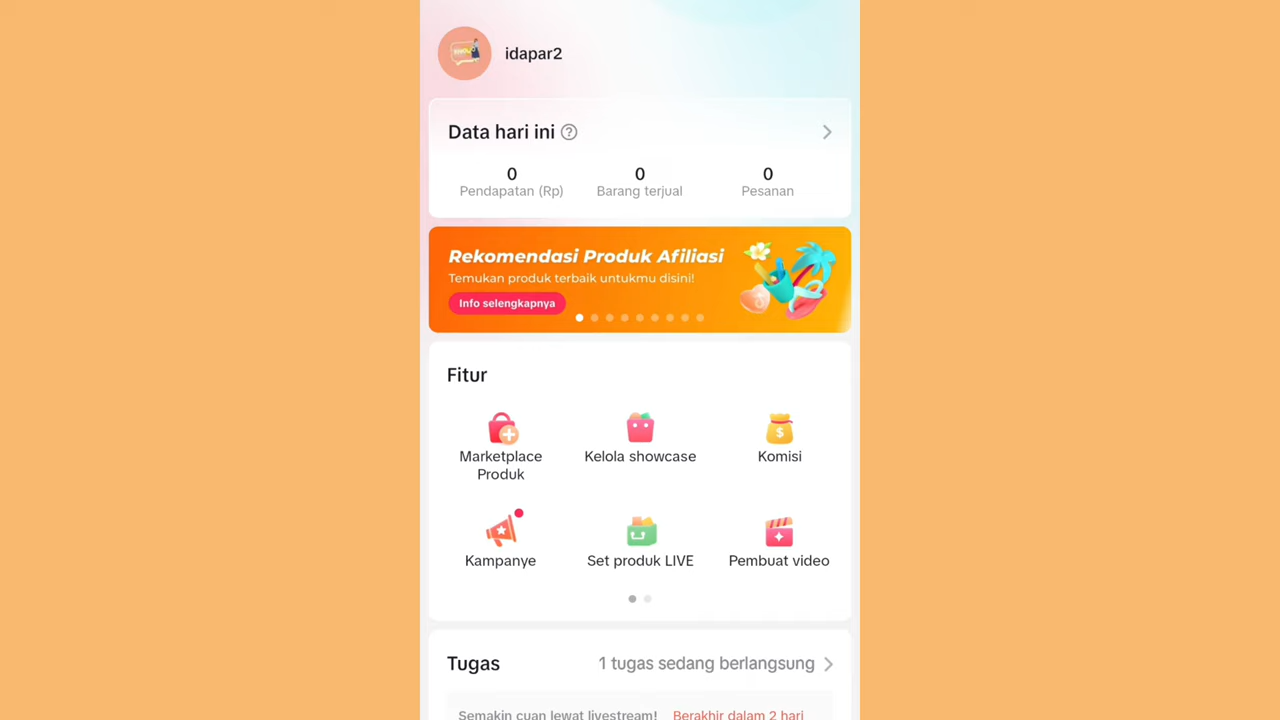 idapar2
Data hari ini
0 0 0
Pendapatan (Rp) Barang terjual Pesanan
Rekomendasi Produk Afiliasi
Temukan produk terbaik untukmu disini!
Info selengkapnya
Fitur
Marketplace Kelola showcase Komisi
Produk
Kampanye Set produk LIVE Pembuat video
Tugas 1 tugas sedang berlangsung
Semakin cuan lewat livestream! Berakhir dalam 2 hari